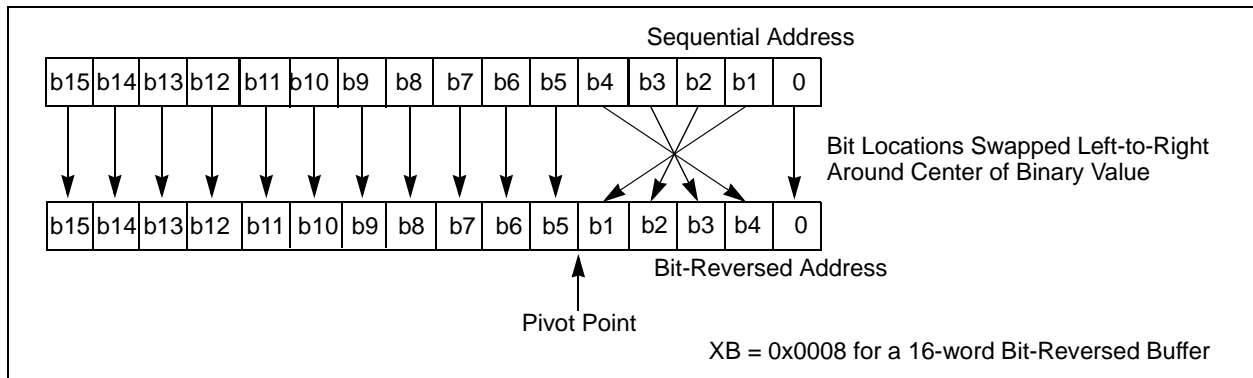 Sequential Address
b15 b14 b13 b12 b11 b10 b9 b8 b7 b6 b5 b4 b3 b2 b1 0
Bit Locations Swapped Left-to-Right
Around Center of Binary Value
b15 b14 b13 b12 b11 b10 b9 b8 b7 b6 b5 b1 b2 b3 b4 0
Bit-Reversed Address
Pivot Point
XB = 0x0008 for a 16-word Bit-Reversed Buffer